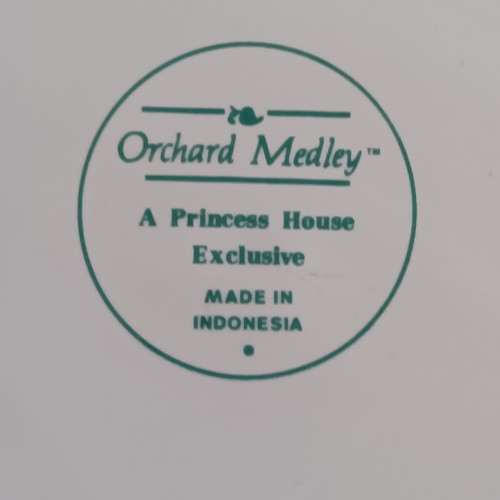 Orchard Medley™
A Princess House
Exclusive
MADE IN
INDONESIA